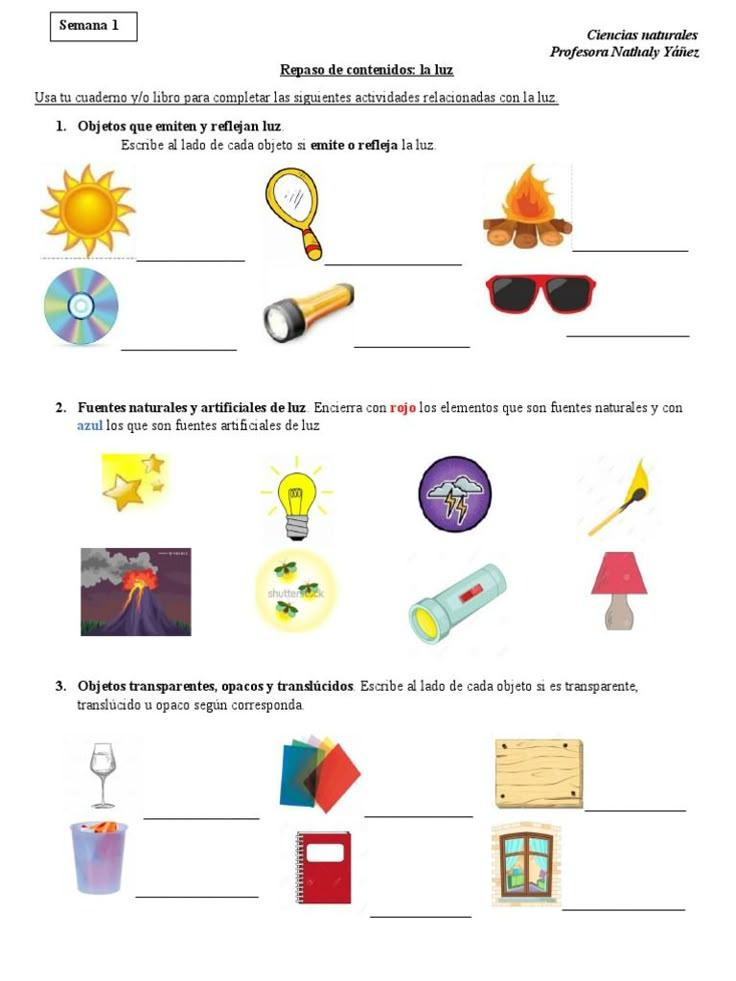 Semana 1
Ciencias naturales
Profesora Nathaly Yáñez
Repaso de contenidos: la luz
Usa tu cuaderno y/o libro para completar las siguientes actividades relacionadas con la luz.
1. Objetos que emiten y reflejan luz.
Escribe al lado de cada objeto si emite o refleja la luz.
2. Fuentes naturales y artificiales de luz. Encierra con rojo los elementos que son fuentes naturales y con
azul los que son fuentes artificiales de luz
shutterstock
3. Objetos transparentes, opacos y translúcidos. Escribe al lado de cada objeto si es transparente,
translúcido u opaco según corresponda.